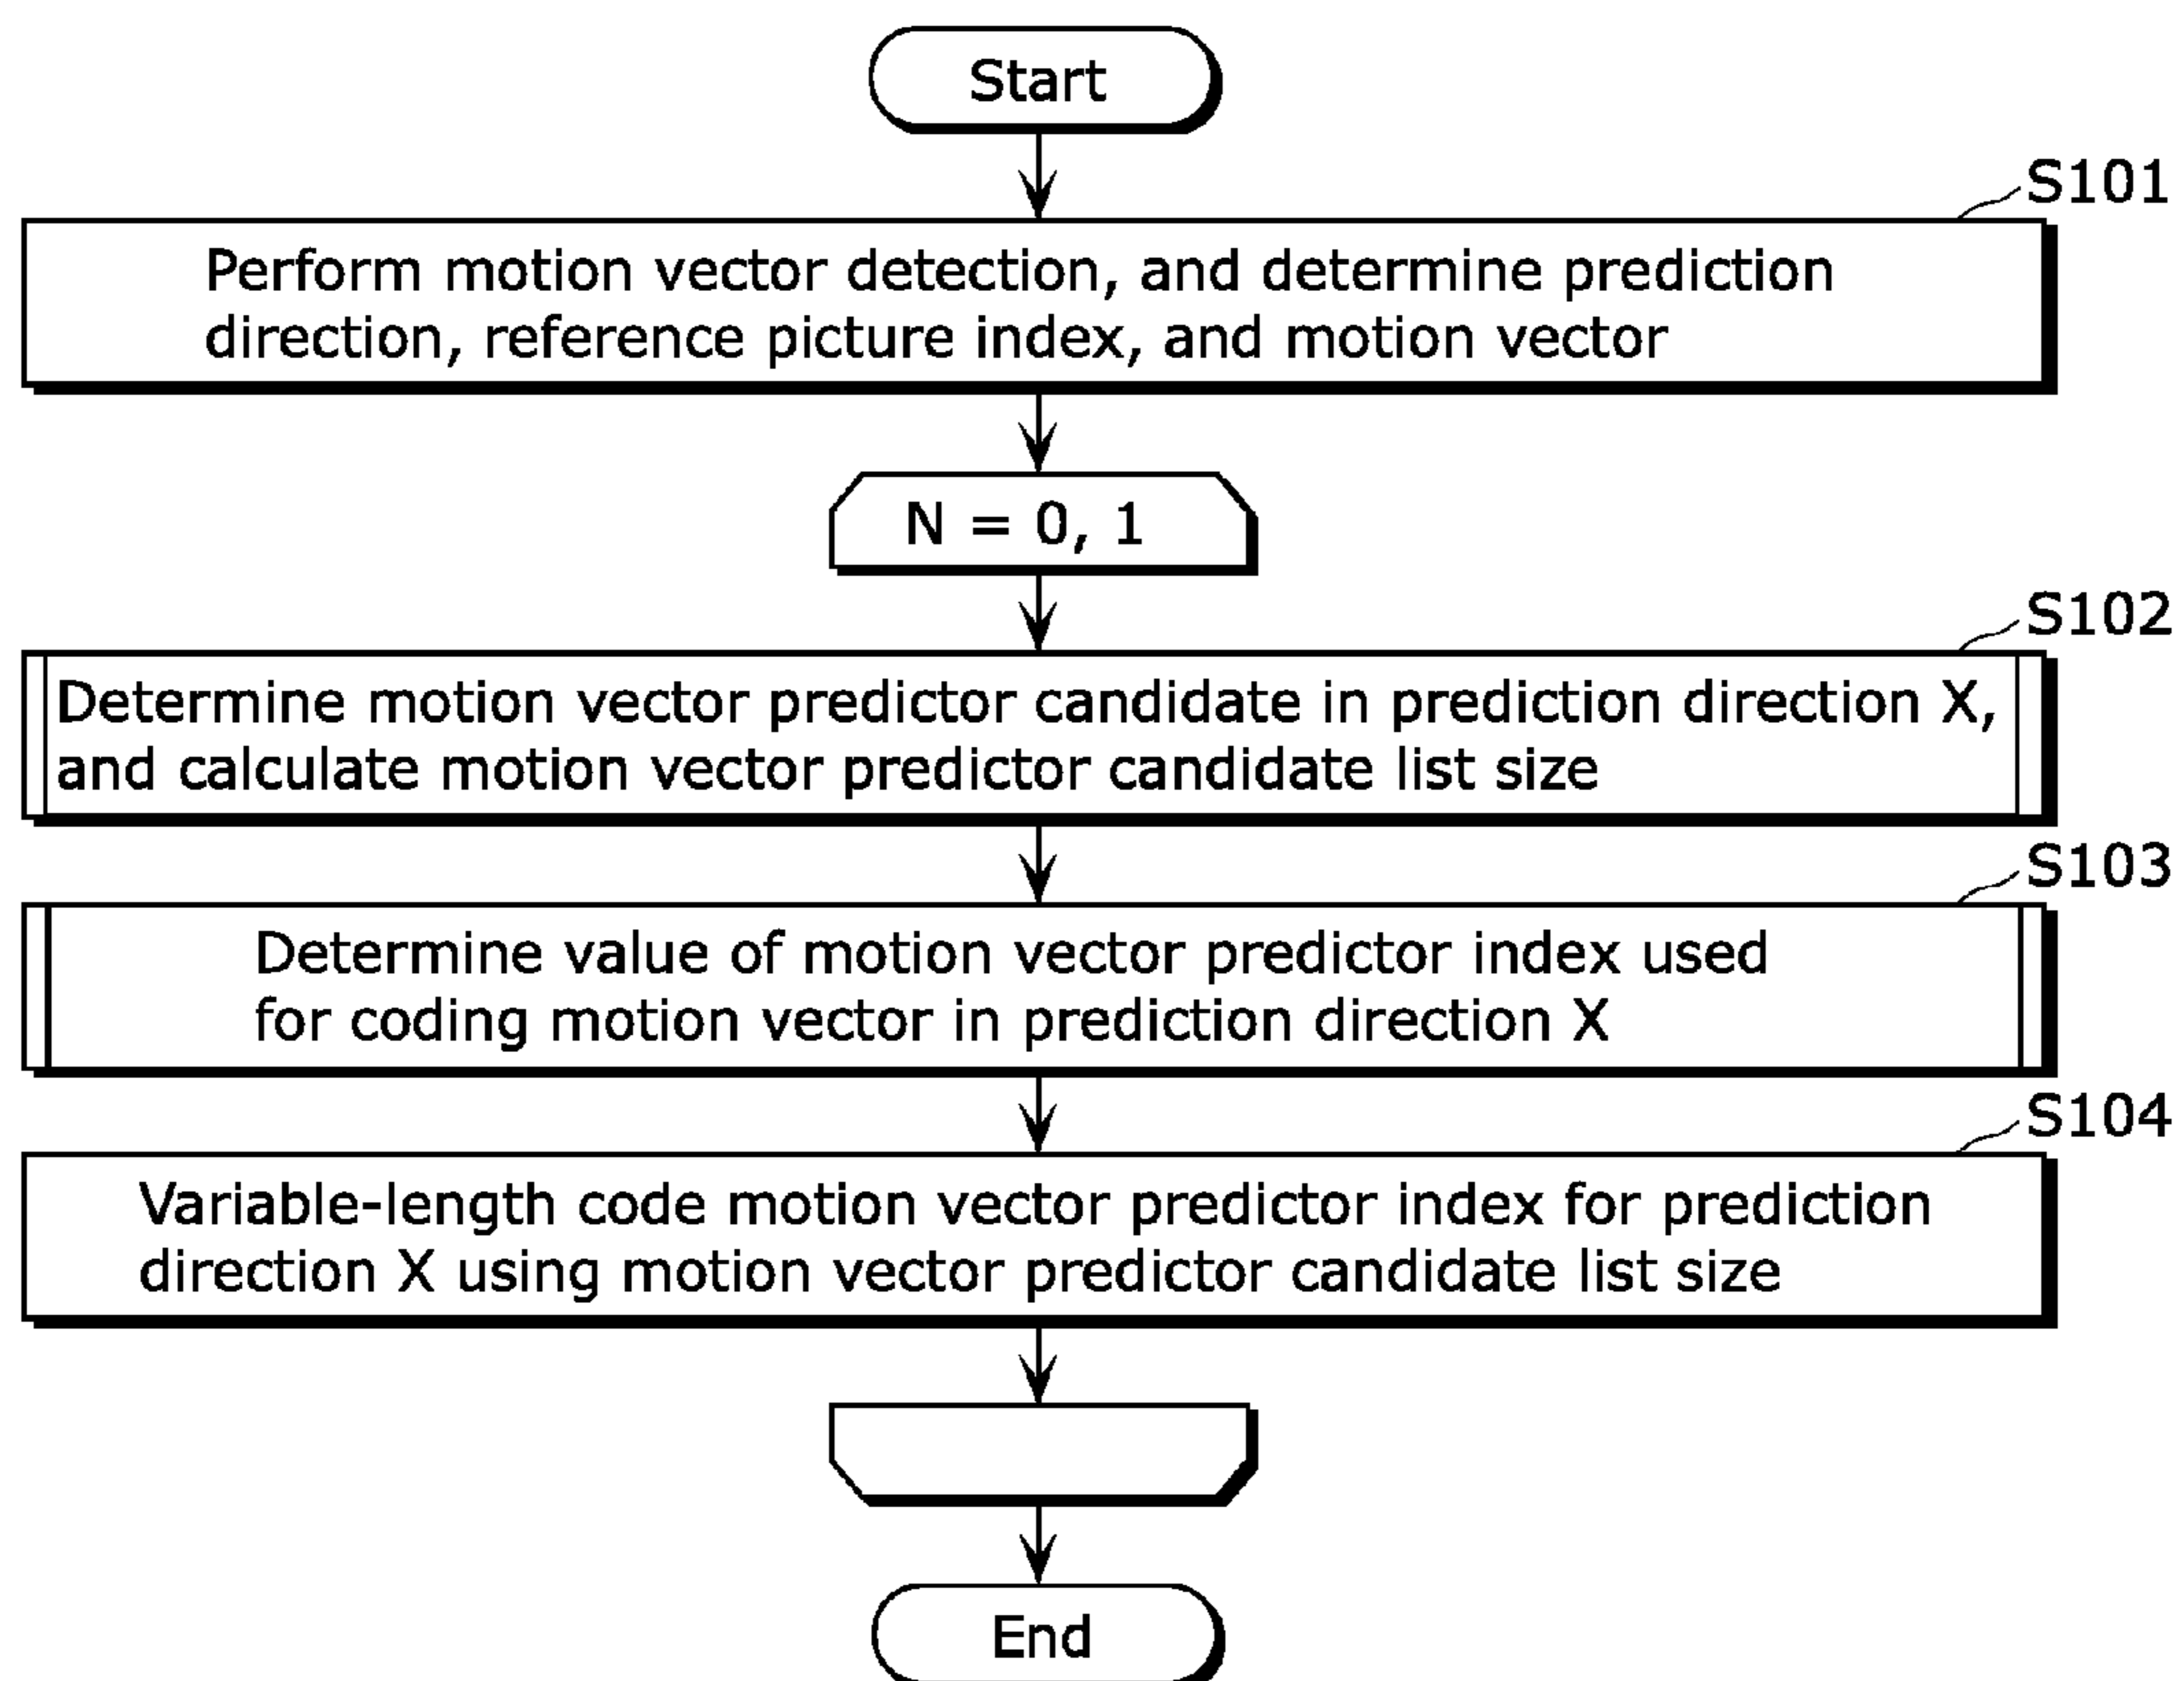 Start
S101
Perform motion vector detection, and determine prediction
direction, reference picture index, and motion vector
N = 0, 1
S102
Determine motion vector predictor candidate in prediction direction X,
and calculate motion vector predictor candidate list size
S103
Determine value of motion vector predictor index used
for coding motion vector in prediction direction X
S104
Variable-length code motion vector predictor index for prediction
direction X using motion vector predictor candidate list size
End